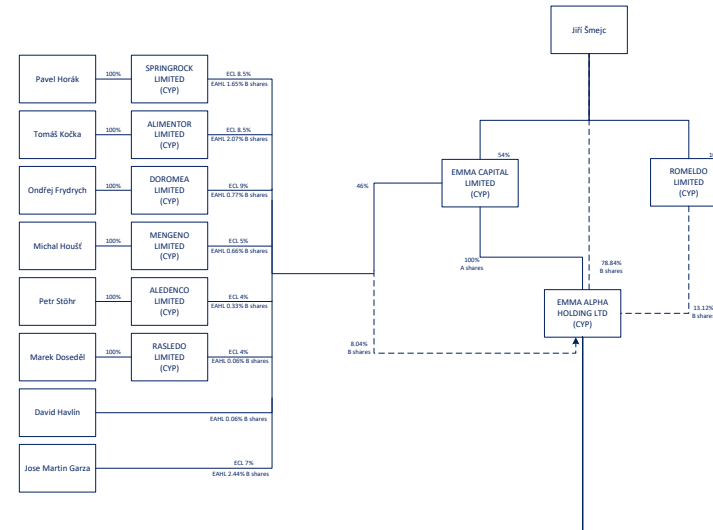 Jiří Šmejc
Pavel Horák
100%
SPRINGROCK
LIMITED
(CYP)
ECL 8.5%
EAHL 1.65% B shares
Tomáš Kočka
100%
ALIMENTOR
LIMITED
(CYP)
ECL 8.5%
EAHL 2.07% B shares
Ondřej Frydrych
100%
DOROMEA
LIMITED
(CYP)
ECL 9%
EAHL 0.77% B shares
Michal Houšť
100%
MENGENO
LIMITED
(CYP)
ECL 5%
EAHL 0.66% B shares
Petr Stöhr
100%
ALEDENCO
LIMITED
(CYP)
ECL 4%
EAHL 0.33% B shares
Marek Doseděl
100%
RASLEDO
LIMITED
(CYP)
ECL 4%
EAHL 0.06% B shares
David Havlín
EAHL 0.06% B shares
Jose Martin Garza
ECL 7%
EAHL 2.44% B shares
46%
54%
EMMA CAPITAL
LIMITED
(CYP)
ROMELDO
LIMITED
(CYP)
100%
A shares
78.84%
B shares
EMMA ALPHA
HOLDING LTD
(CYP)
13.12%
B shares
8.04%
B shares